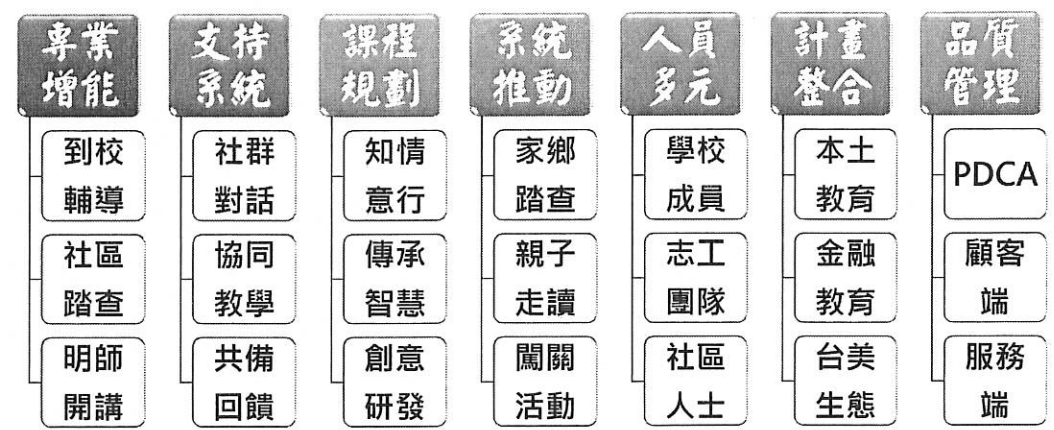 專業
增能
到校
輔導
社區
踏查
明師
開講
支持
系統
社群
對話
協同
教學
共備
回饋
課程
規劃
知情
意行
傳承
智慧
創意
研發
系統
推動
家鄉
踏查
親子
走讀
闖關
活動
人員
多元
學校
成員
志工
團隊
社區
人士
計畫
整合
本土
教育
金融
教育
台美
生態
品質
管理
PDCA
顧客
端
服務
端